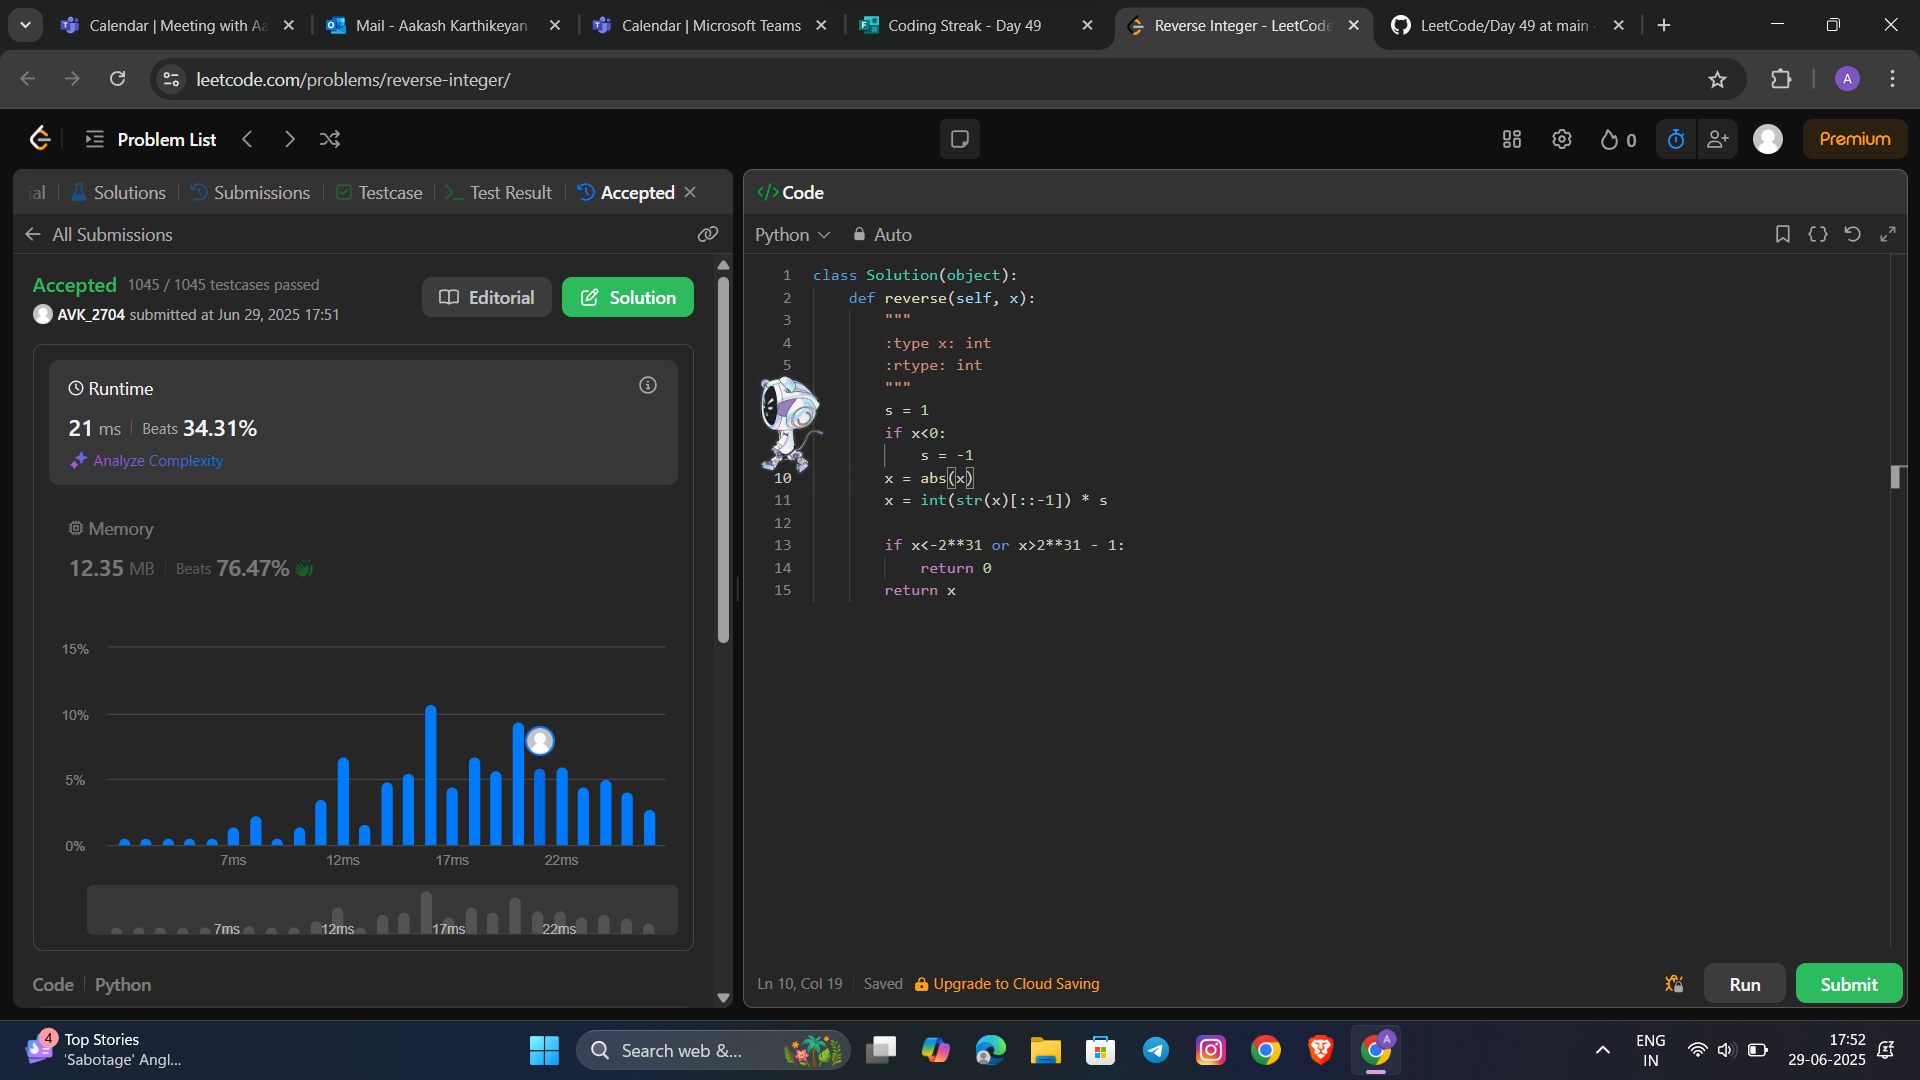 Calendar | Meeting with Aa
Mail - Aakash Karthikeyan
Calendar | Microsoft Teams
Coding Streak - Day 49
Reverse Integer - LeetCode
LeetCode/Day 49 at main
leetcode.com/problems/reverse-integer/
A
Problem List
0
Premium
ial
Solutions
Submissions
Testcase
Test Result
Accepted
All Submissions
Accepted 1045 / 1045 testcases passed
AVK_2704 submitted at Jun 29, 2025 17:51
Editorial
Solution
Runtime
21 ms Beats 34.31%
Analyze Complexity
Memory
12.35 MB Beats 76.47%
15%
10%
5%
0%
7ms 12ms 17ms 22ms
7ms 12ms 17ms 22ms
Code Python
</> Code
Python Auto
1 class Solution(object):
2 def reverse(self, x):
3 """
4 :type x: int
5 :rtype: int
"""
s = 1
if x<0:
s = -1
10 x = abs(x)
11 x = int(str(x)[::-1]) * s
12
13 if x<-2**31 or x>2**31 - 1:
14 return 0
15 return x
Ln 10, Col 19 Saved Upgrade to Cloud Saving
Run
Submit
4
Top Stories
'Sabotage' Angl...
Search web &...
A
ENG
IN
17:52
29-06-2025